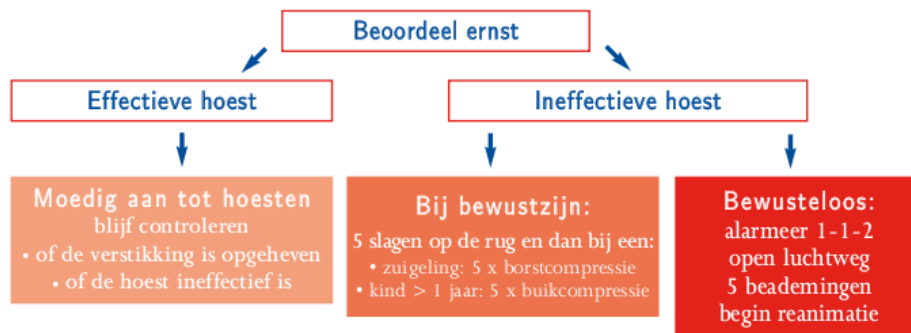 Beoordeel ernst
Effectieve hoest
Ineffectieve hoest
Moedig aan tot hoesten
blijf controleren
• of de verstikking is opgeheven
• of de hoest ineffectief is
Bij bewustzijn:
5 slagen op de rug en dan bij een:
• zuigeling: 5 x borstcompressie
• kind > 1 jaar: 5 x buikcompressie
Bewusteloos:
alarmeer 1-1-2
open luchtweg
5 beademingen
begin reanimatie